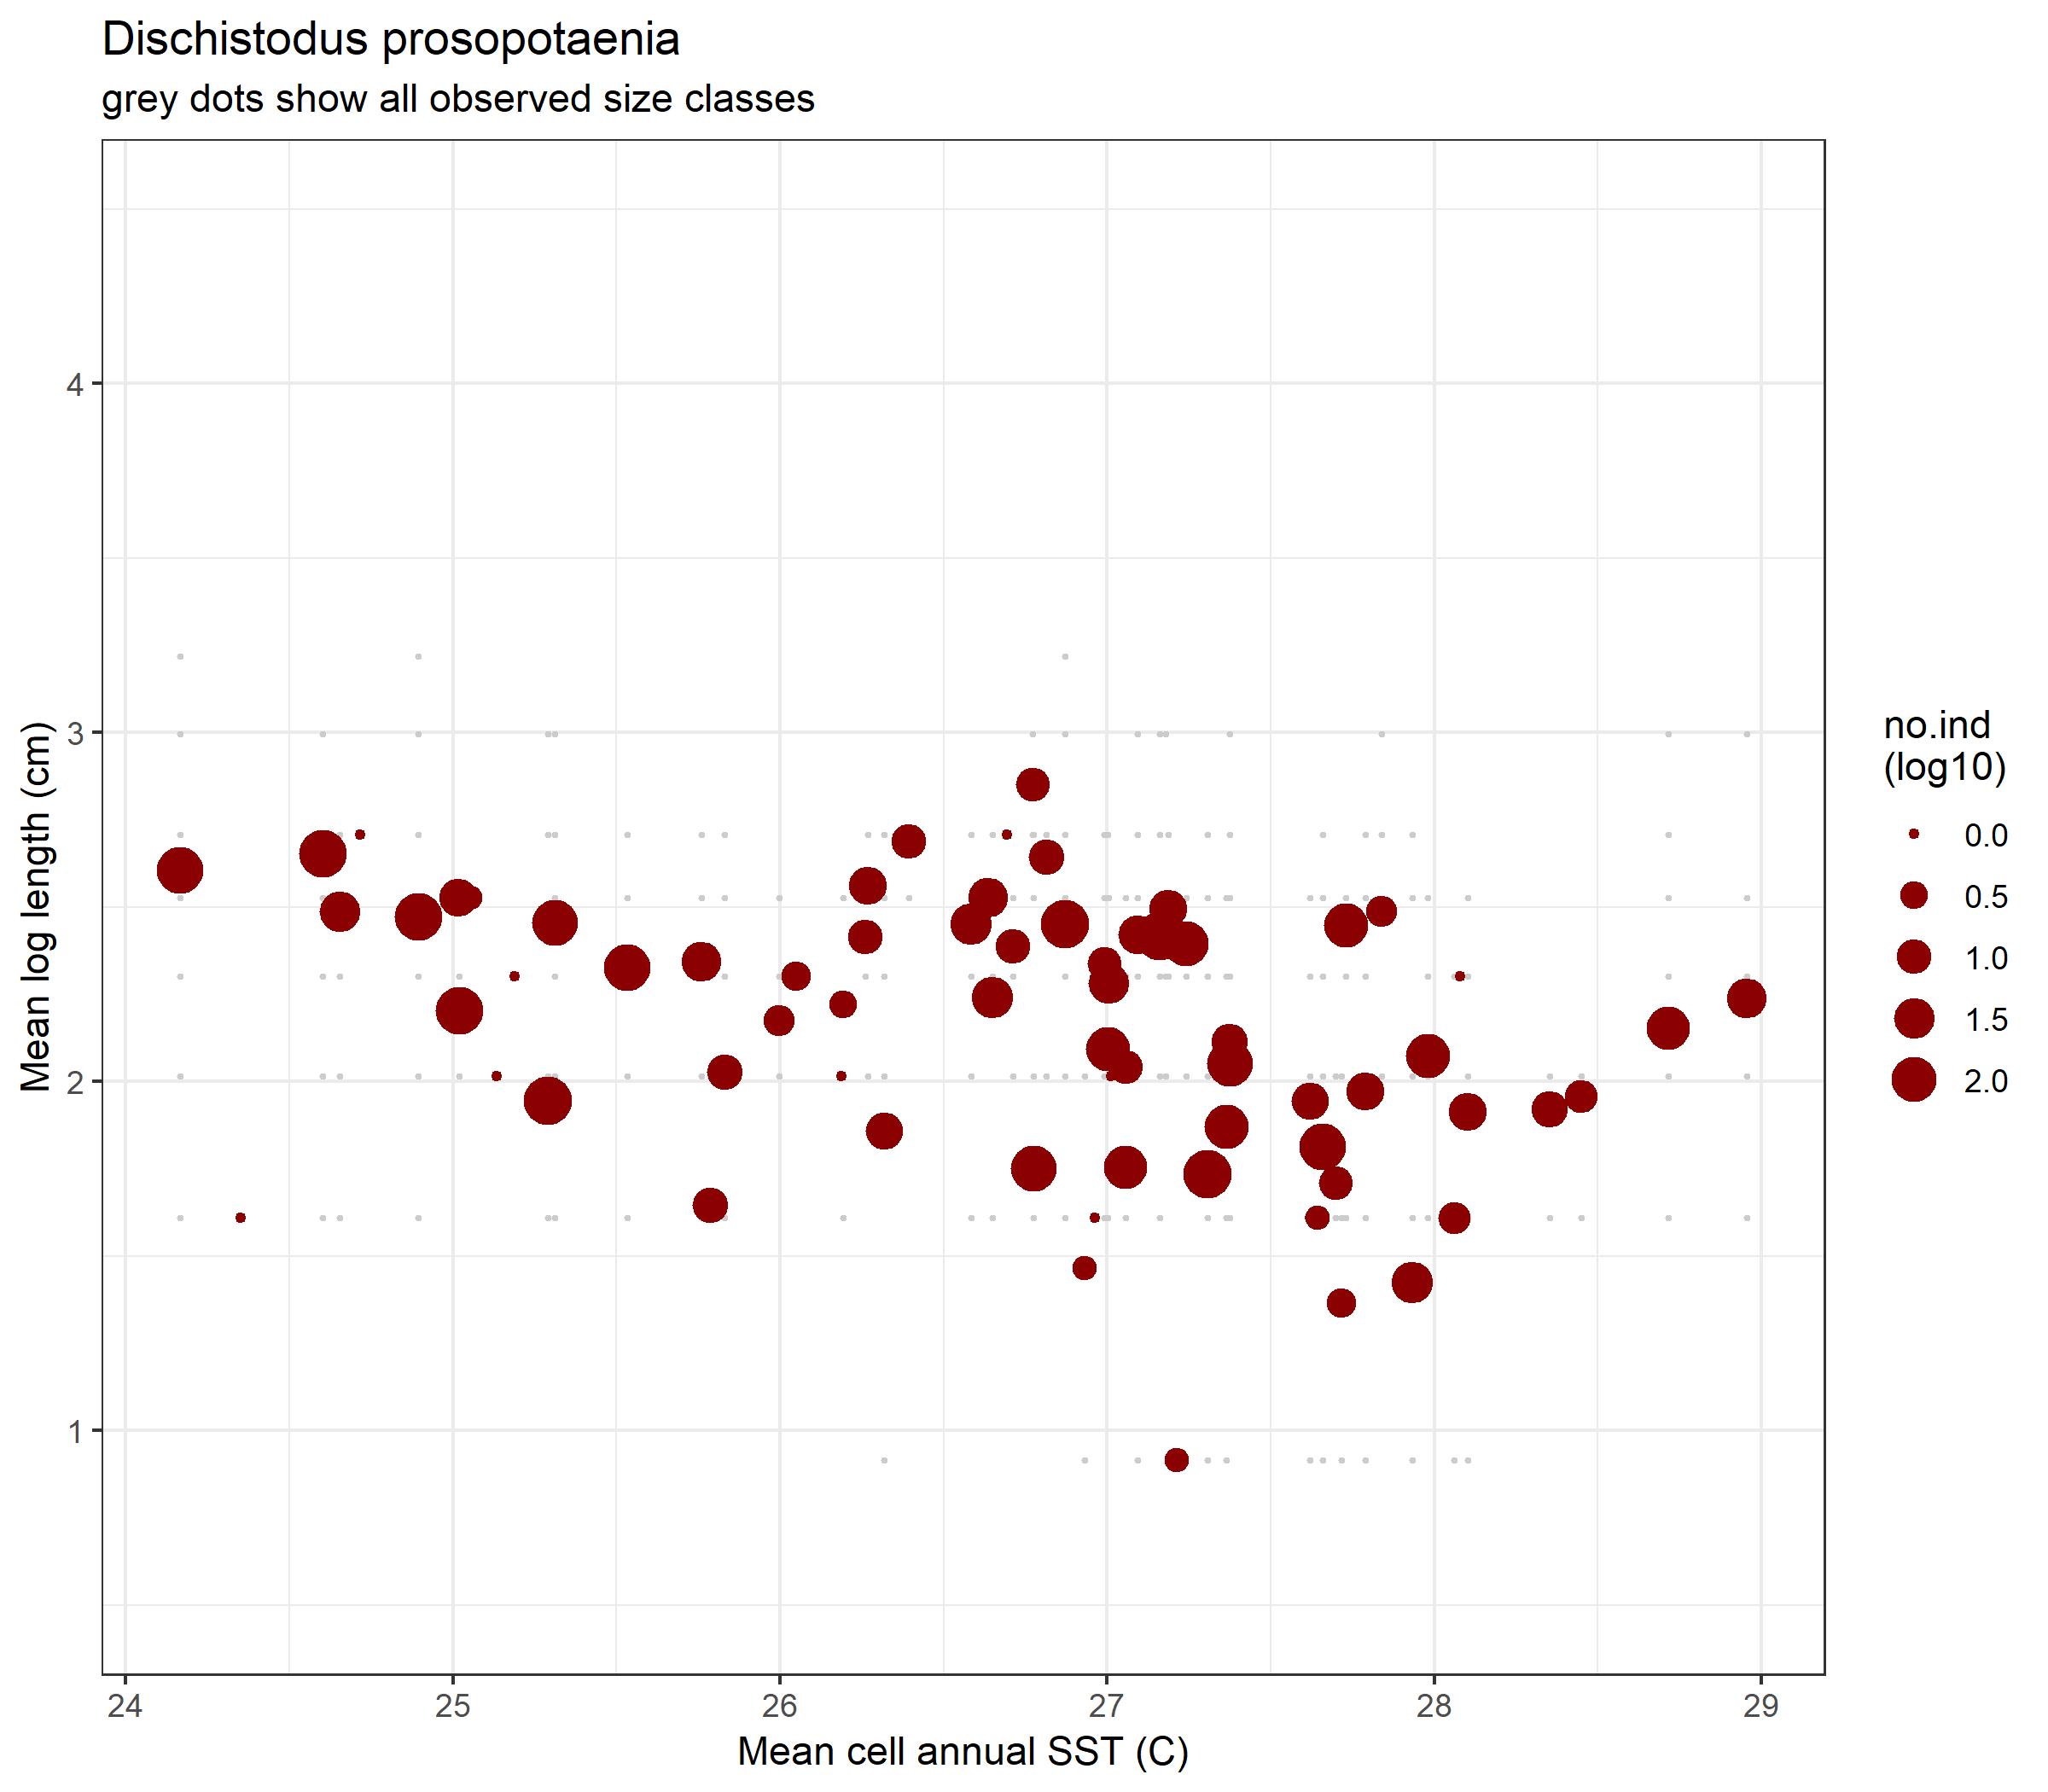 Dischistodus prosopotaenia
grey dots show all observed size classes
Mean log length (cm)
4
3
2
1
24 25 26 27 28 29
Mean cell annual SST (C)
no.ind
(log10)
0.0
0.5
1.0
1.5
2.0